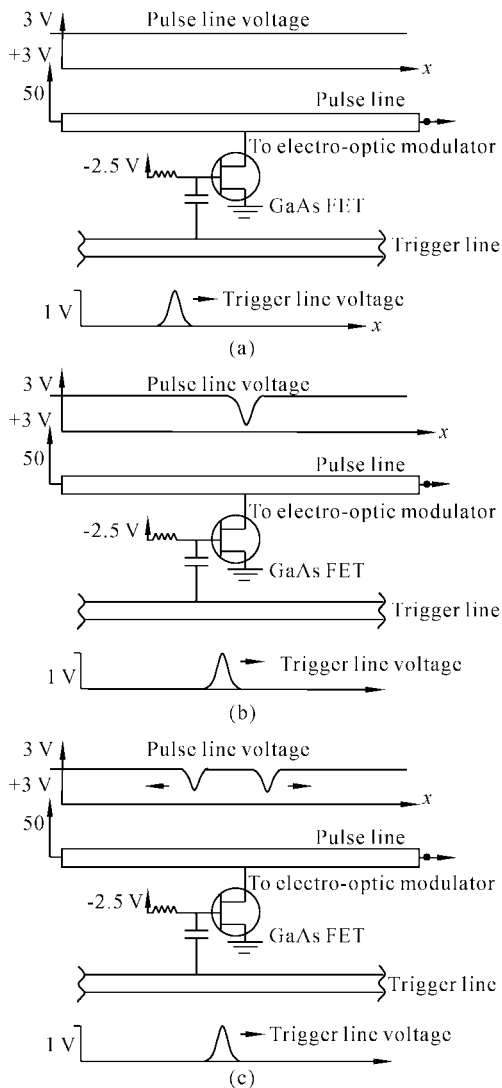 3 V
Pulse line voltage
+3 V
x
50
Pulse line
To electro-optic modulator
-2.5 V
GaAs FET
Trigger line
1 V
Trigger line voltage
x
(a)
3 V
Pulse line voltage
+3 V
x
50
Pulse line
To electro-optic modulator
-2.5 V
GaAs FET
Trigger line
1 V
Trigger line voltage
(b)
3 V
Pulse line voltage
+3 V
x
50
Pulse line
To electro-optic modulator
-2.5 V
GaAs FET
Trigger line
1 V
Trigger line voltage
(c)